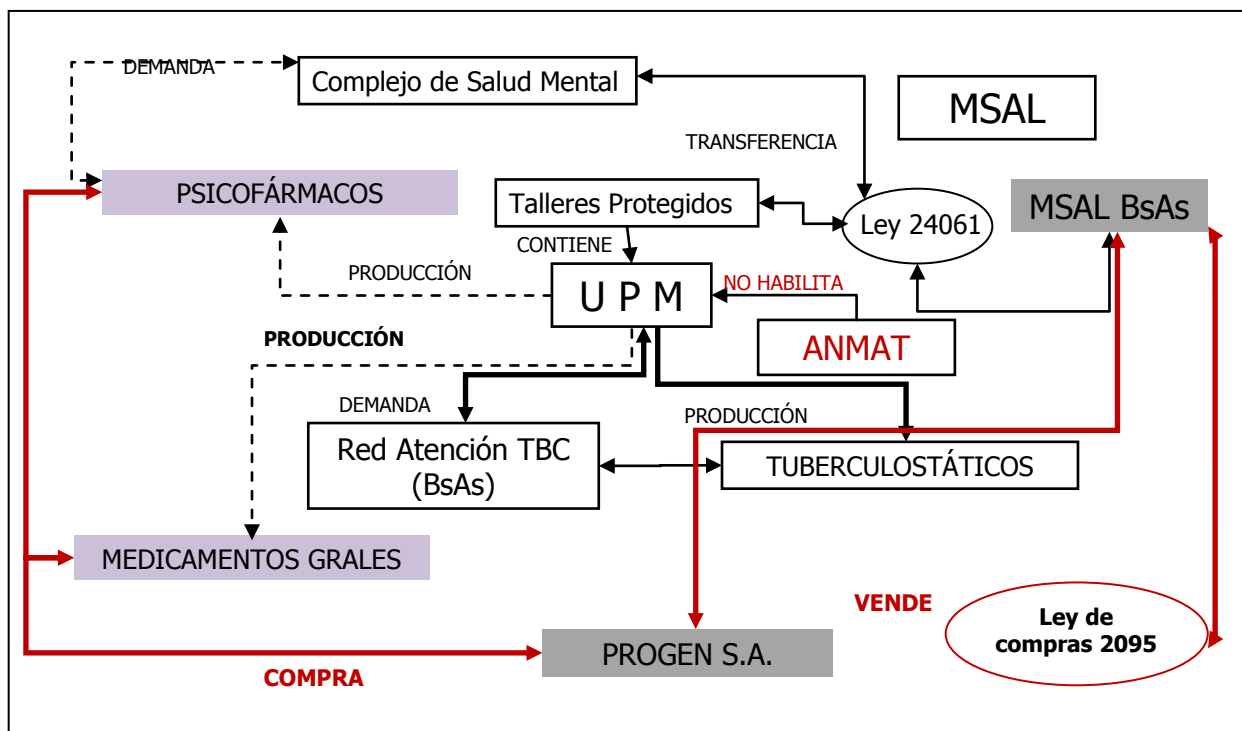 DEMANDA
Complejo de Salud Mental
MSAL
TRANSFERENCIA
PSICOFÁRMACOS
Talleres Protegidos
Ley 24061
MSAL BsAs
CONTIENE
PRODUCCIÓN
U P M
NO HABILITA
PRODUCCIÓN
ANMAT
DEMANDA
PRODUCCIÓN
Red Atención TBC
(BsAs)
TUBERCULOSTÁTICOS
MEDICAMENTOS GRALES
VENDE
Ley de
compras 2095
PROGEN S.A.
COMPRA